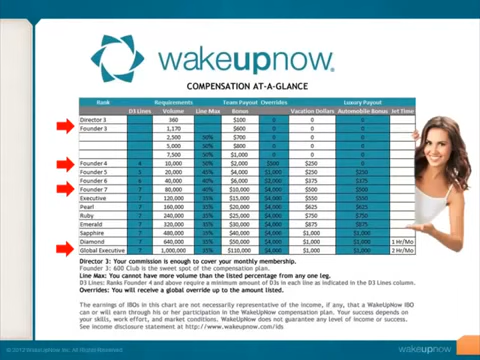 wakeupnow®
COMPENSATION AT-A-GLANCE
Rank Requirements Team Payout Overrides Luxury Payout
D3 Lines Volume Line Max Bonus Vacation Dollars Automobile Bonus Jet Time
Director 3 360 $100 0 0 0
Founder 3 1,170 $600 0 0 0
2,500 50% $700 0 0 0
5,000 50% $800 0 0 0
7,500 50% $1,000 0 0 0
Founder 4 10,000 50% $2,000 $500 $250 0
Founder 5 20,000 45% $4,000 $1,000 $250 $250
Founder 6 6 40,000 40% $6,000 $2,000 $375 $375
Founder 7 7 80,000 40% $10,000 $4,000 $500 $500
Executive 7 120,000 35% $15,000 $4,000 $550 $550
Pearl 7 160,000 35% $20,000 $4,000 $625 $625
Ruby 7 240,000 35% $25,000 $4,000 $750 $750
Emerald 7 320,000 35% $30,000 $4,000 $875 $875
Sapphire 7 480,000 35% $40,000 $4,000 $1,000 $1,000
Diamond 7 640,000 35% $50,000 $4,000 $1,000 $1,000 1 Hr/Mo
Global Executive 7 1,000,000 35% $110,000 $4,000 $1,000 $1,000 2 Hr/Mo
Director 3: Your commission is enough to cover your monthly membership.
Founder 3: 600 Club is the sweet spot of the compensation plan.
Line Max: You cannot have more volume than the listed percentage from any one leg.
D3 Lines: Ranks Founder 4 and above require a minimum amount of D3s in each line as indicated in the D3 Lines column.
Overrides: You will receive a global override up to the amount listed.
The earnings of IBOs in this chart are not necessarily representative of the income, if any, that a WakeUpNow IBO
can or will earn through his or her participation in the WakeUpNow compensation plan. Your success depends on
your skills, work effort, and market conditions. WakeUpNow does not guarantee any level of income or success.
See income disclosure statement at http://www.wakeupnow.com/ids
© 2012 WakeUpNow Inc. All Rights Reserved.